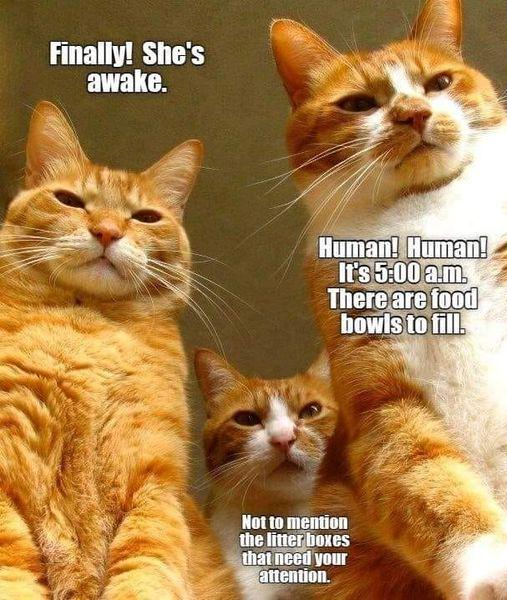 Finally! She's
awake.
Human! Human!
It's 5:00 a.m.
There are food
bowls to fill.
Not to mention
the litter boxes
that need your
attention.